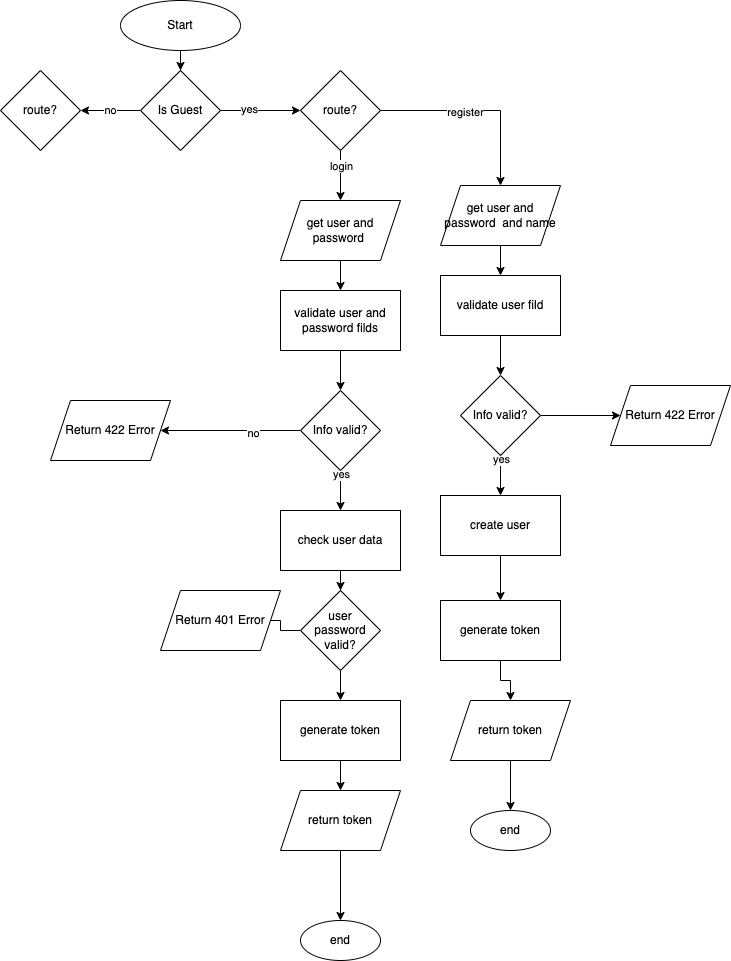 Start
route?
no
Is Guest
yes
route?
register
login
get user and
password
get user and
password  and name
validate user and
password filds
validate user fild
Return 422 Error
no
Info valid?
yes
Info valid?
yes
Return 422 Error
check user data
create user
Return 401 Error
user
password
valid?
generate token
generate token
return token
return token
end
end